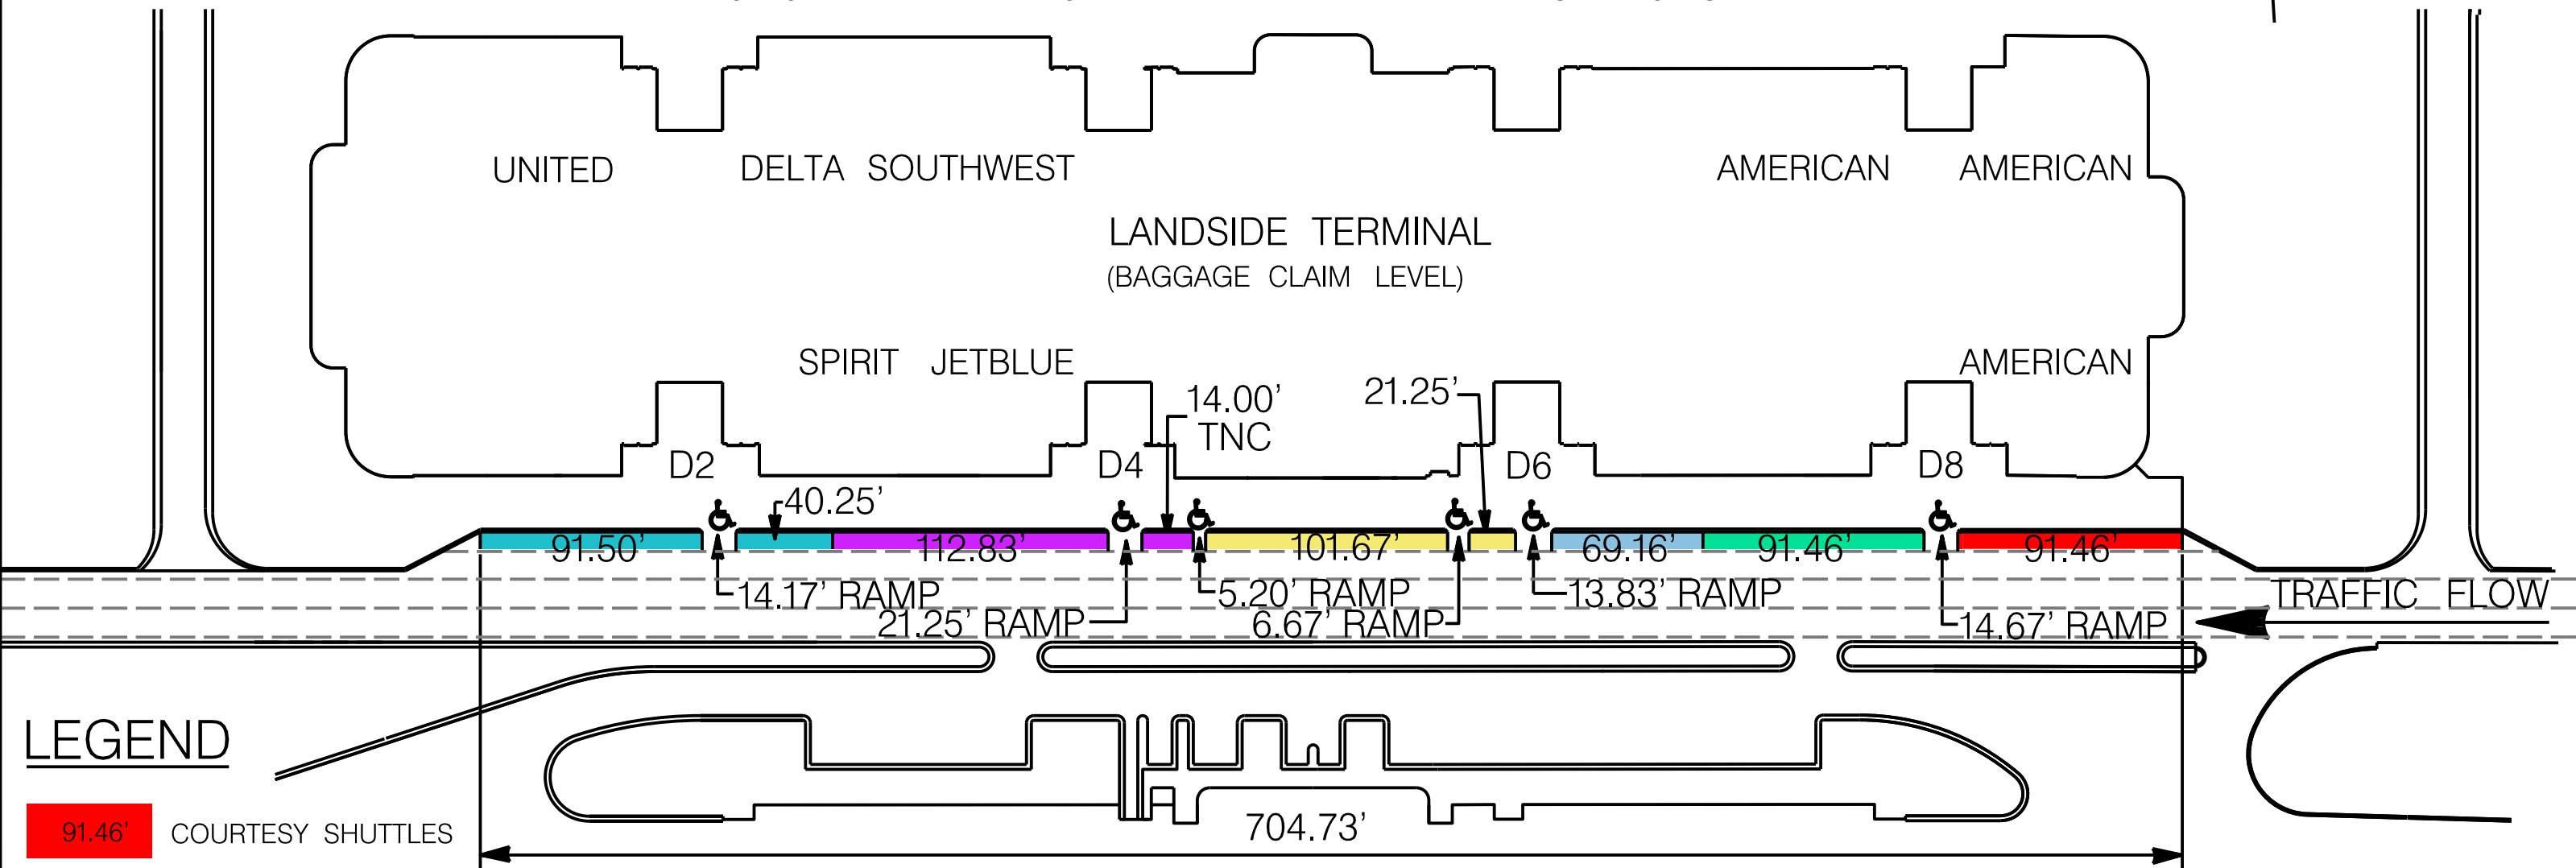 UNITED DELTA SOUTHWEST AMERICAN AMERICAN
LANDSIDE TERMINAL
(BAGGAGE CLAIM LEVEL)
SPIRIT JETBLUE AMERICAN
14.00’ 21.25’
TNC
D2 D4 D6 D8
40.25’
91.50’ 112.83’ 101.67’ 69.16’ 91.46’ 91.46’
14.17’ RAMP 5.20’ RAMP 13.83’ RAMP TRAFFIC FLOW
21.25’ RAMP 6.67’ RAMP 14.67’ RAMP
LEGEND
704.73’
91.46’ COURTESY SHUTTLES